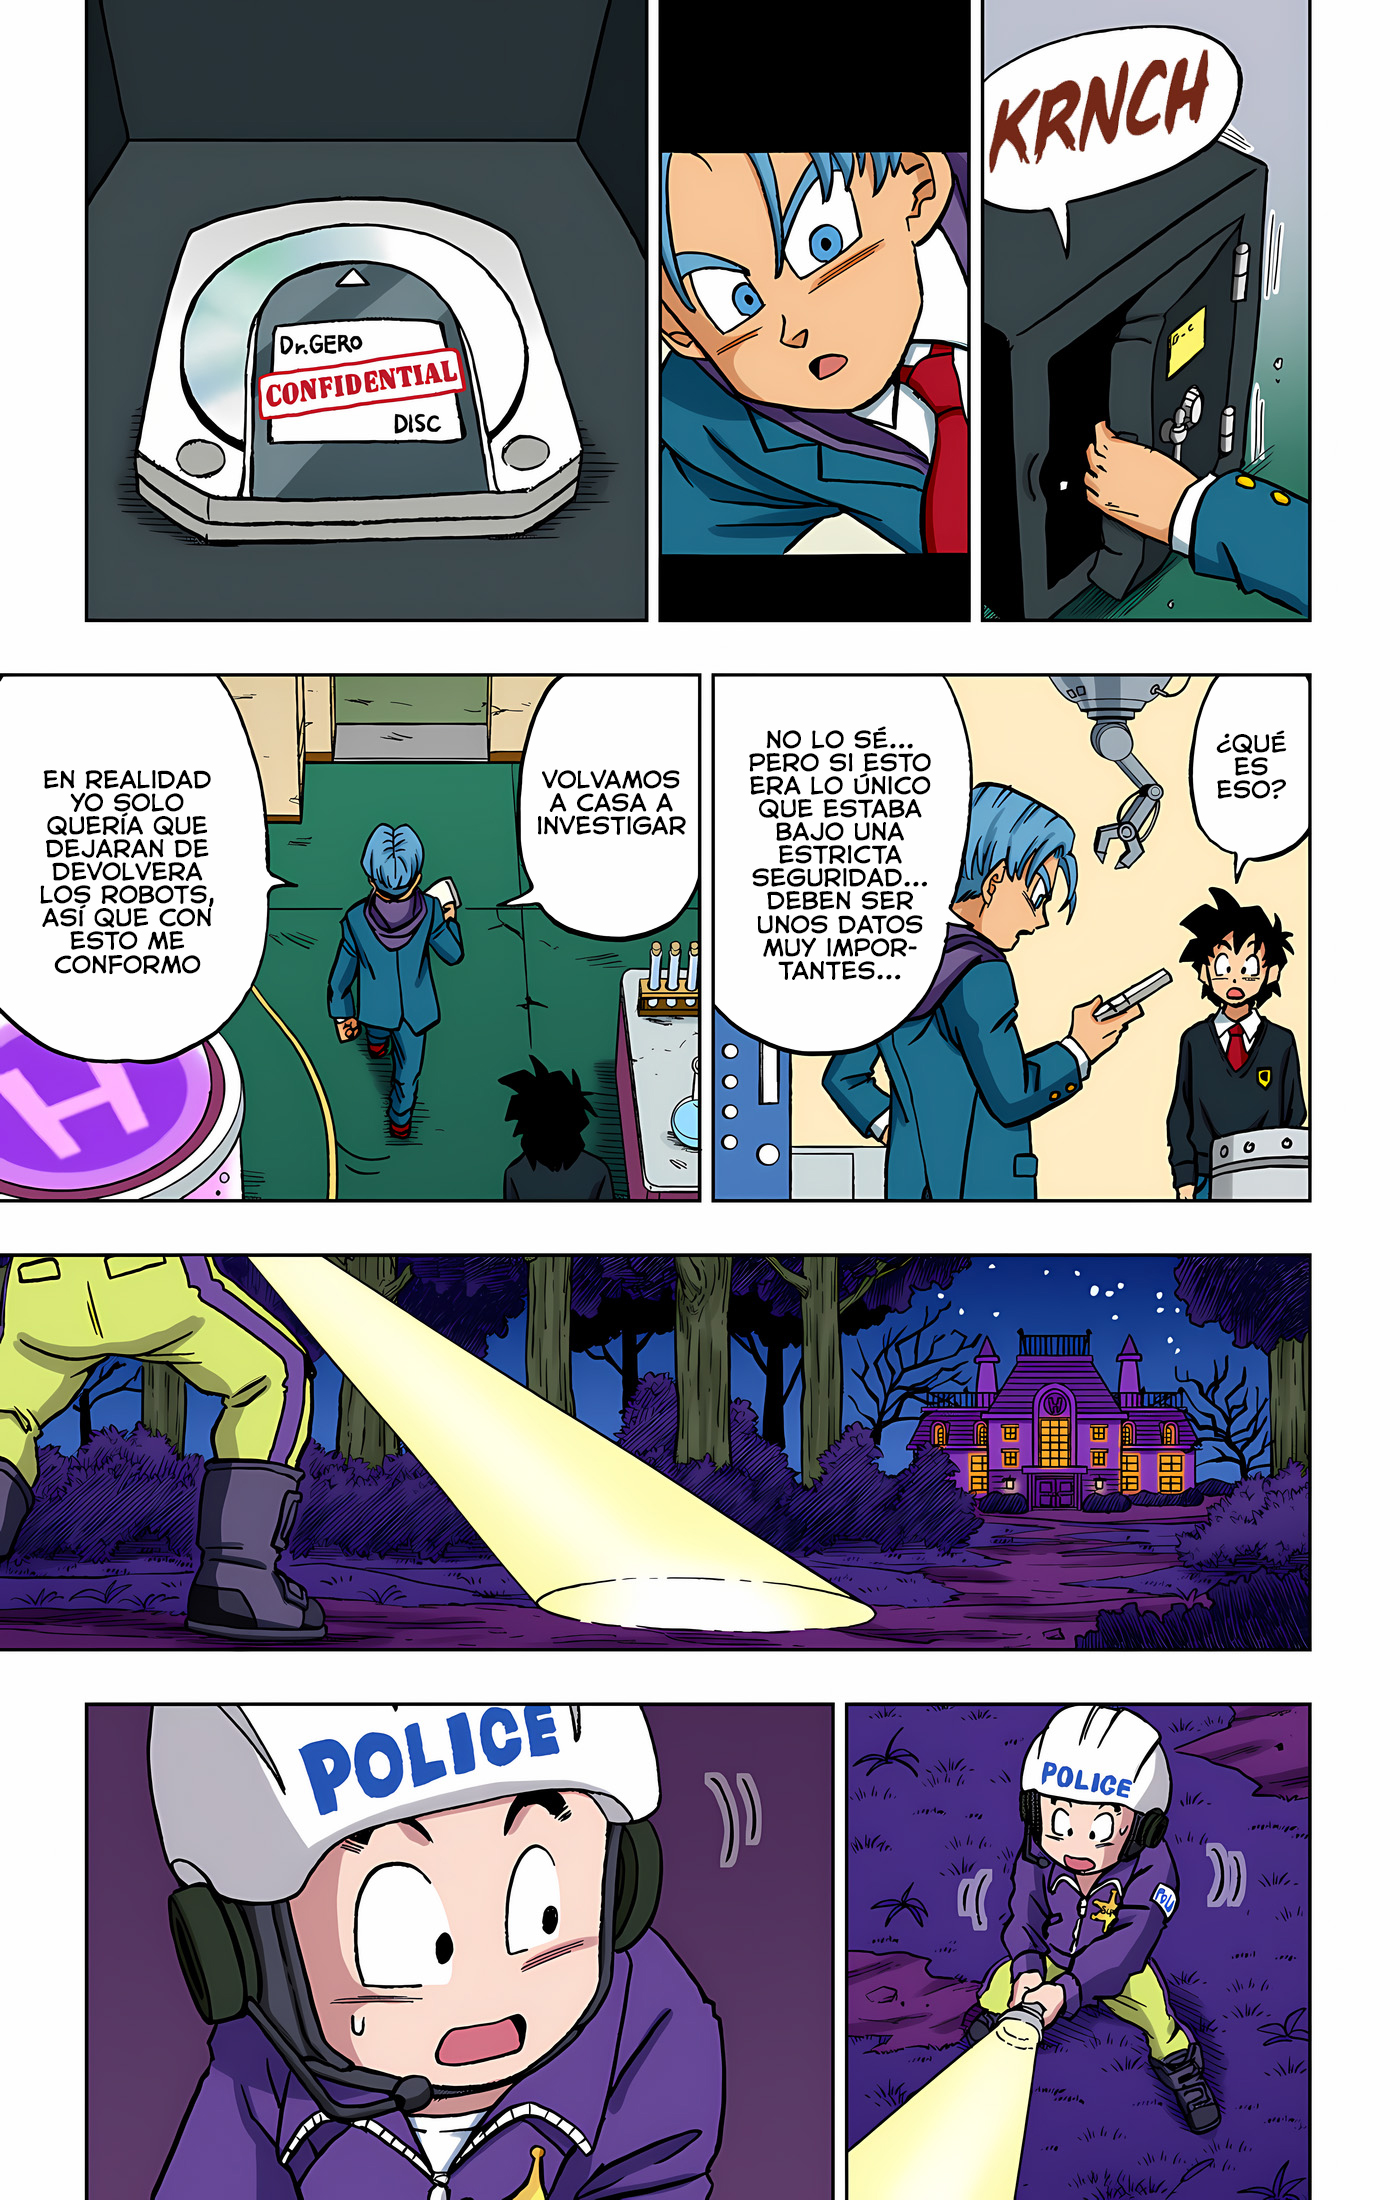 KRNCH
D-C
Dr.GERO
CONFIDENTIAL
DISC
¿QUÉ
ES
ESO?
NO LO SÉ...
PERO SI ESTO
ERA LO ÚNICO
QUE ESTABA
BAJO UNA
ESTRICTA
SEGURIDAD...
DEBEN SER
UNOS DATOS
MUY IMPOR-
TANTES...
VOLVAMOS
A CASA A
INVESTIGAR
EN REALIDAD
YO SOLO
QUERÍA QUE
DEJARAN DE
DEVOLVERA
LOS ROBOTS,
ASÍ QUE CON
ESTO ME
CONFORMO
H
POLICE
POLICE